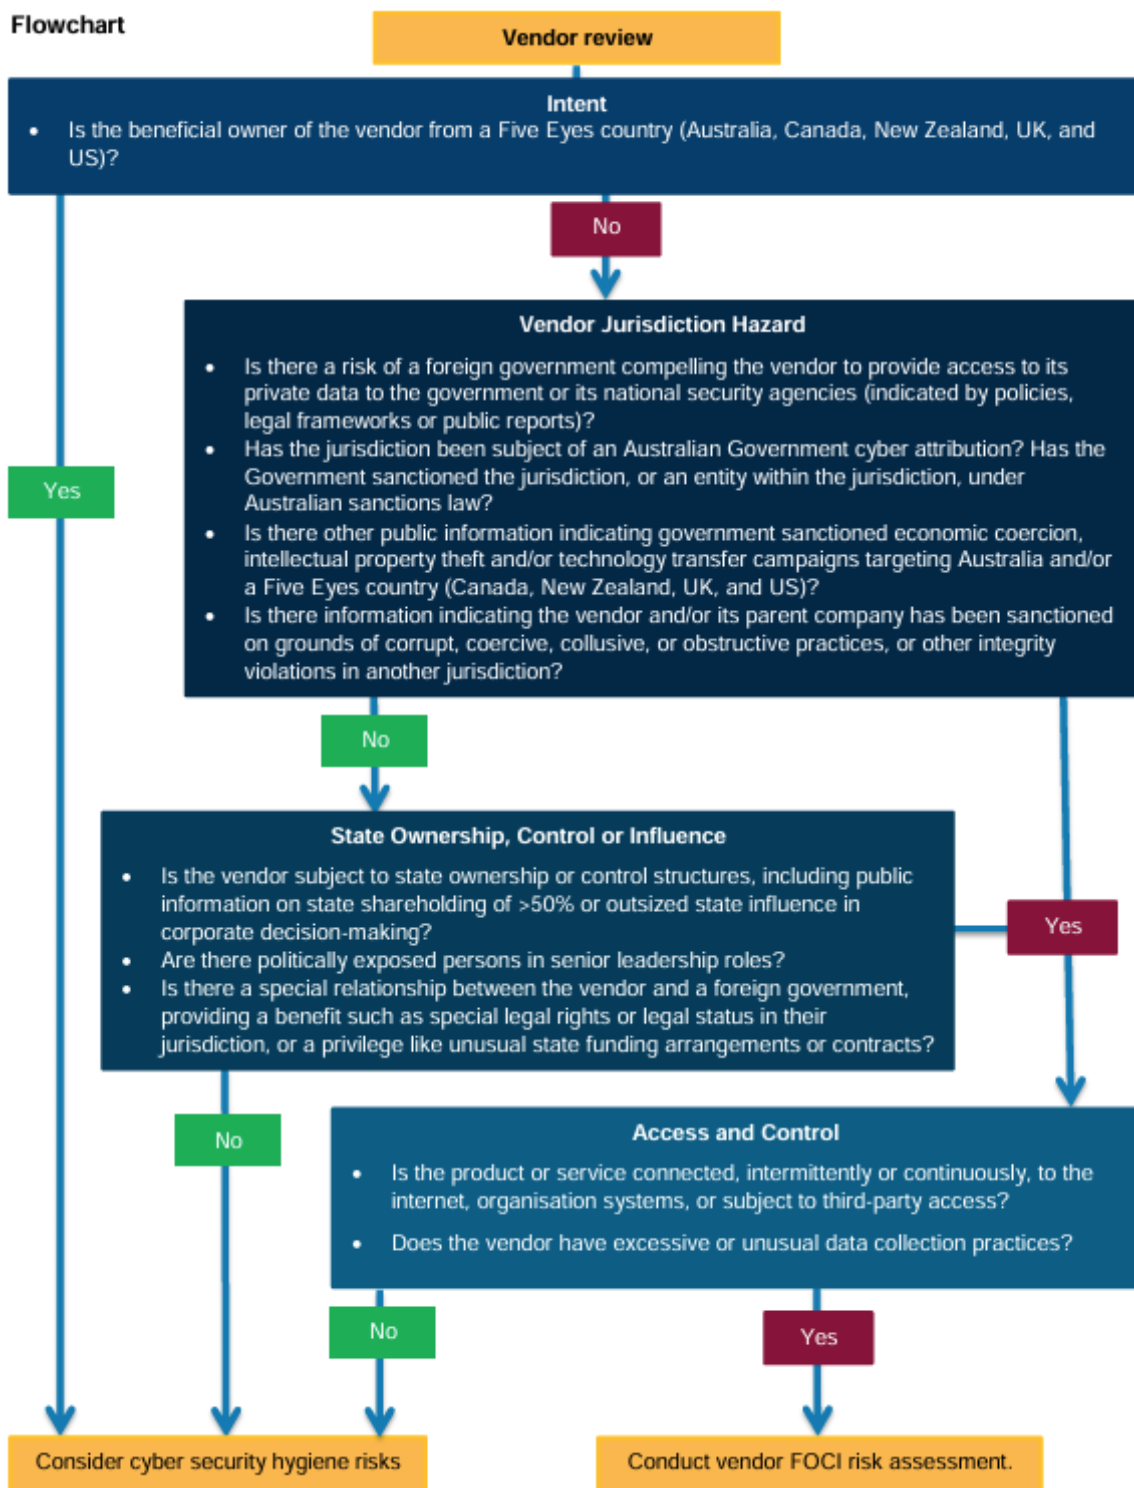 Flowchart
Vendor review
Intent
• Is the beneficial owner of the vendor from a Five Eyes country (Australia, Canada, New Zealand, UK, and
US)?
No
Vendor Jurisdiction Hazard
• Is there a risk of a foreign government compelling the vendor to provide access to its
private data to the government or its national security agencies (indicated by policies,
legal frameworks or public reports)?
• Has the jurisdiction been subject of an Australian Government cyber attribution? Has the
Government sanctioned the jurisdiction, or an entity within the jurisdiction, under
Australian sanctions law?
• Is there other public information indicating government sanctioned economic coercion,
intellectual property theft and/or technology transfer campaigns targeting Australia and/or
a Five Eyes country (Canada, New Zealand, UK, and US)?
• Is there information indicating the vendor and/or its parent company has been sanctioned
on grounds of corrupt, coercive, collusive, or obstructive practices, or other integrity
violations in another jurisdiction?
Yes
No
State Ownership, Control or Influence
• Is the vendor subject to state ownership or control structures, including public
information on state shareholding of >50% or outsized state influence in
corporate decision-making?
• Are there politically exposed persons in senior leadership roles?
• Is there a special relationship between the vendor and a foreign government,
providing a benefit such as special legal rights or legal status in their
jurisdiction, or a privilege like unusual state funding arrangements or contracts?
Yes
No
Access and Control
• Is the product or service connected, intermittently or continuously, to the
internet, organisation systems, or subject to third-party access?
• Does the vendor have excessive or unusual data collection practices?
No
Yes
Consider cyber security hygiene risks
Conduct vendor FOCI risk assessment.